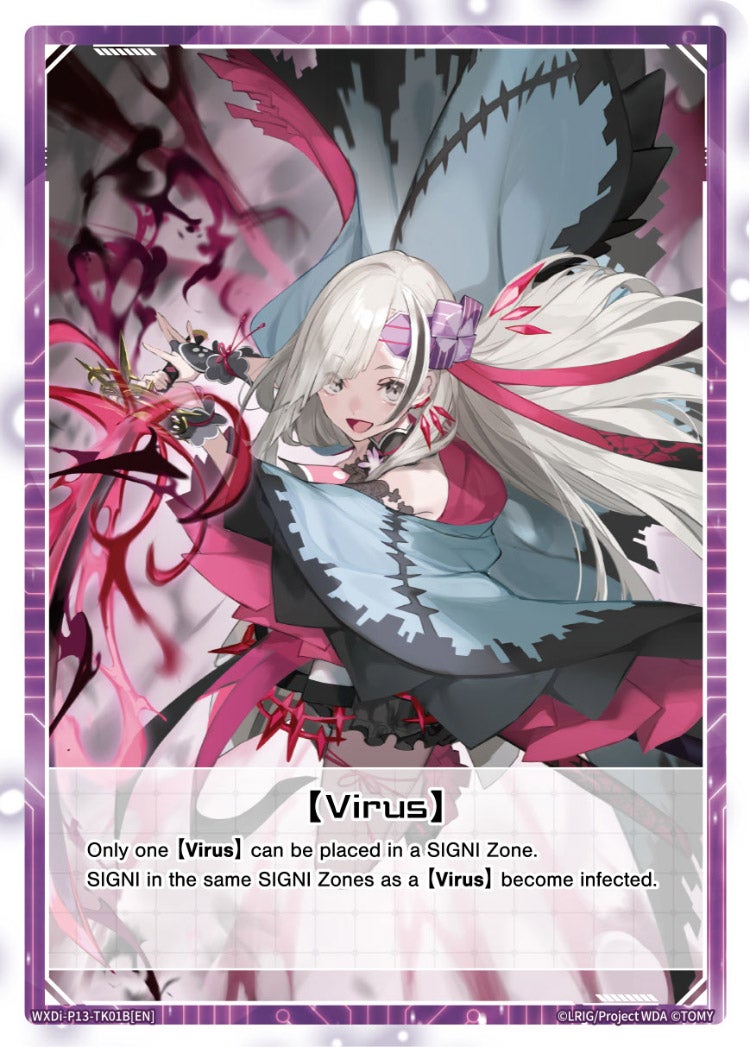 【Virus】
Only one【Virus】can be placed in a SIGNI Zone.
SIGNI in the same SIGNI Zones as a【Virus】become infected.
WXDi-P13-TK01B[EN]
©LRIG/Project WDA ©TOMY